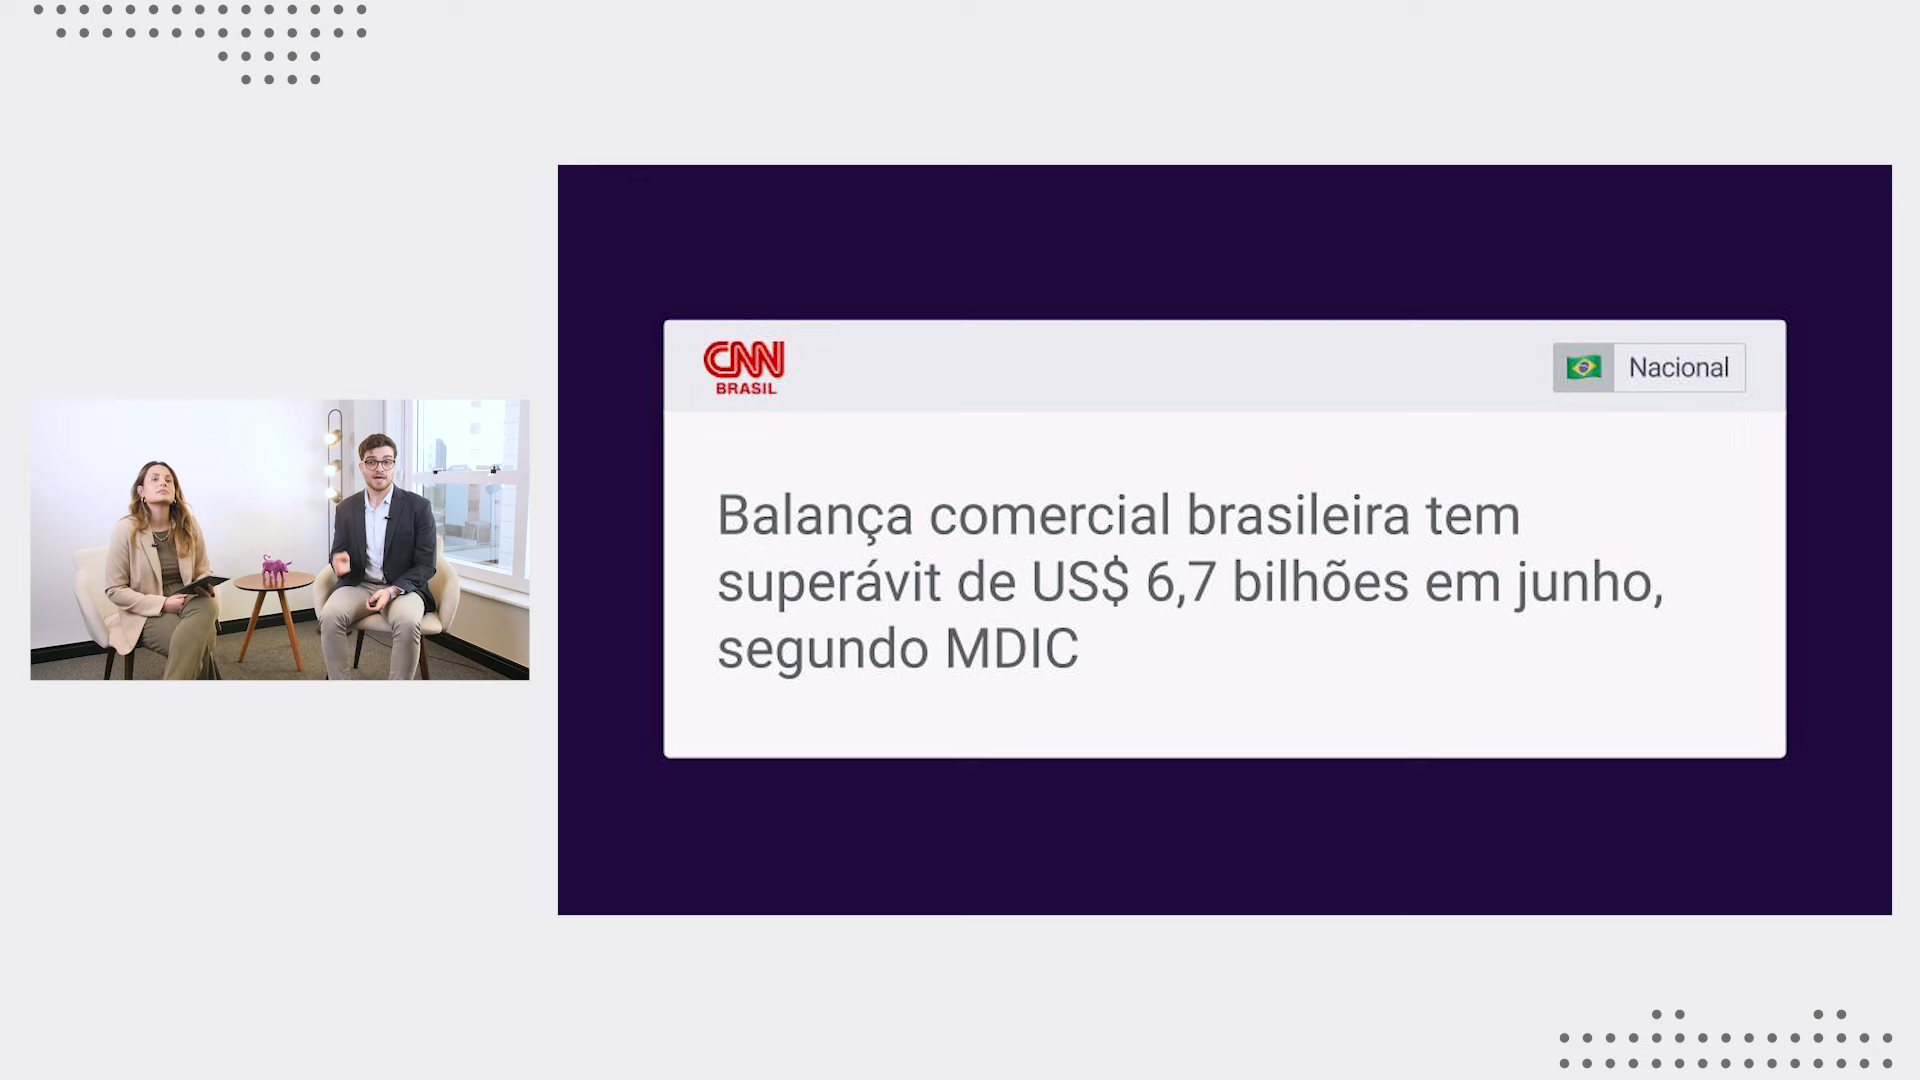 CNN
BRASIL
Nacional
Balança comercial brasileira tem
superávit de US$ 6,7 bilhões em junho,
segundo MDIC